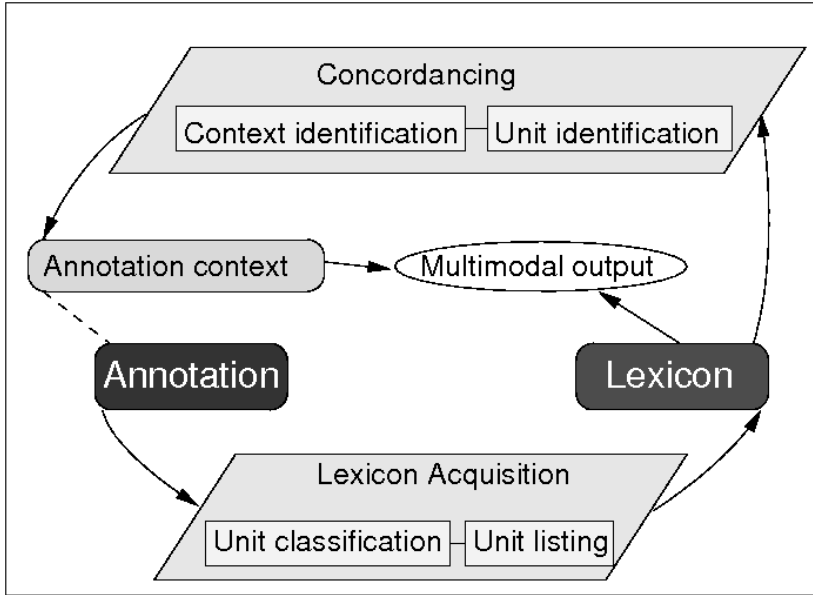 Concordancing
Context identification Unit identification
Annotation context Multimodal output
Annotation Lexicon
Lexicon Acquisition
Unit classification Unit listing